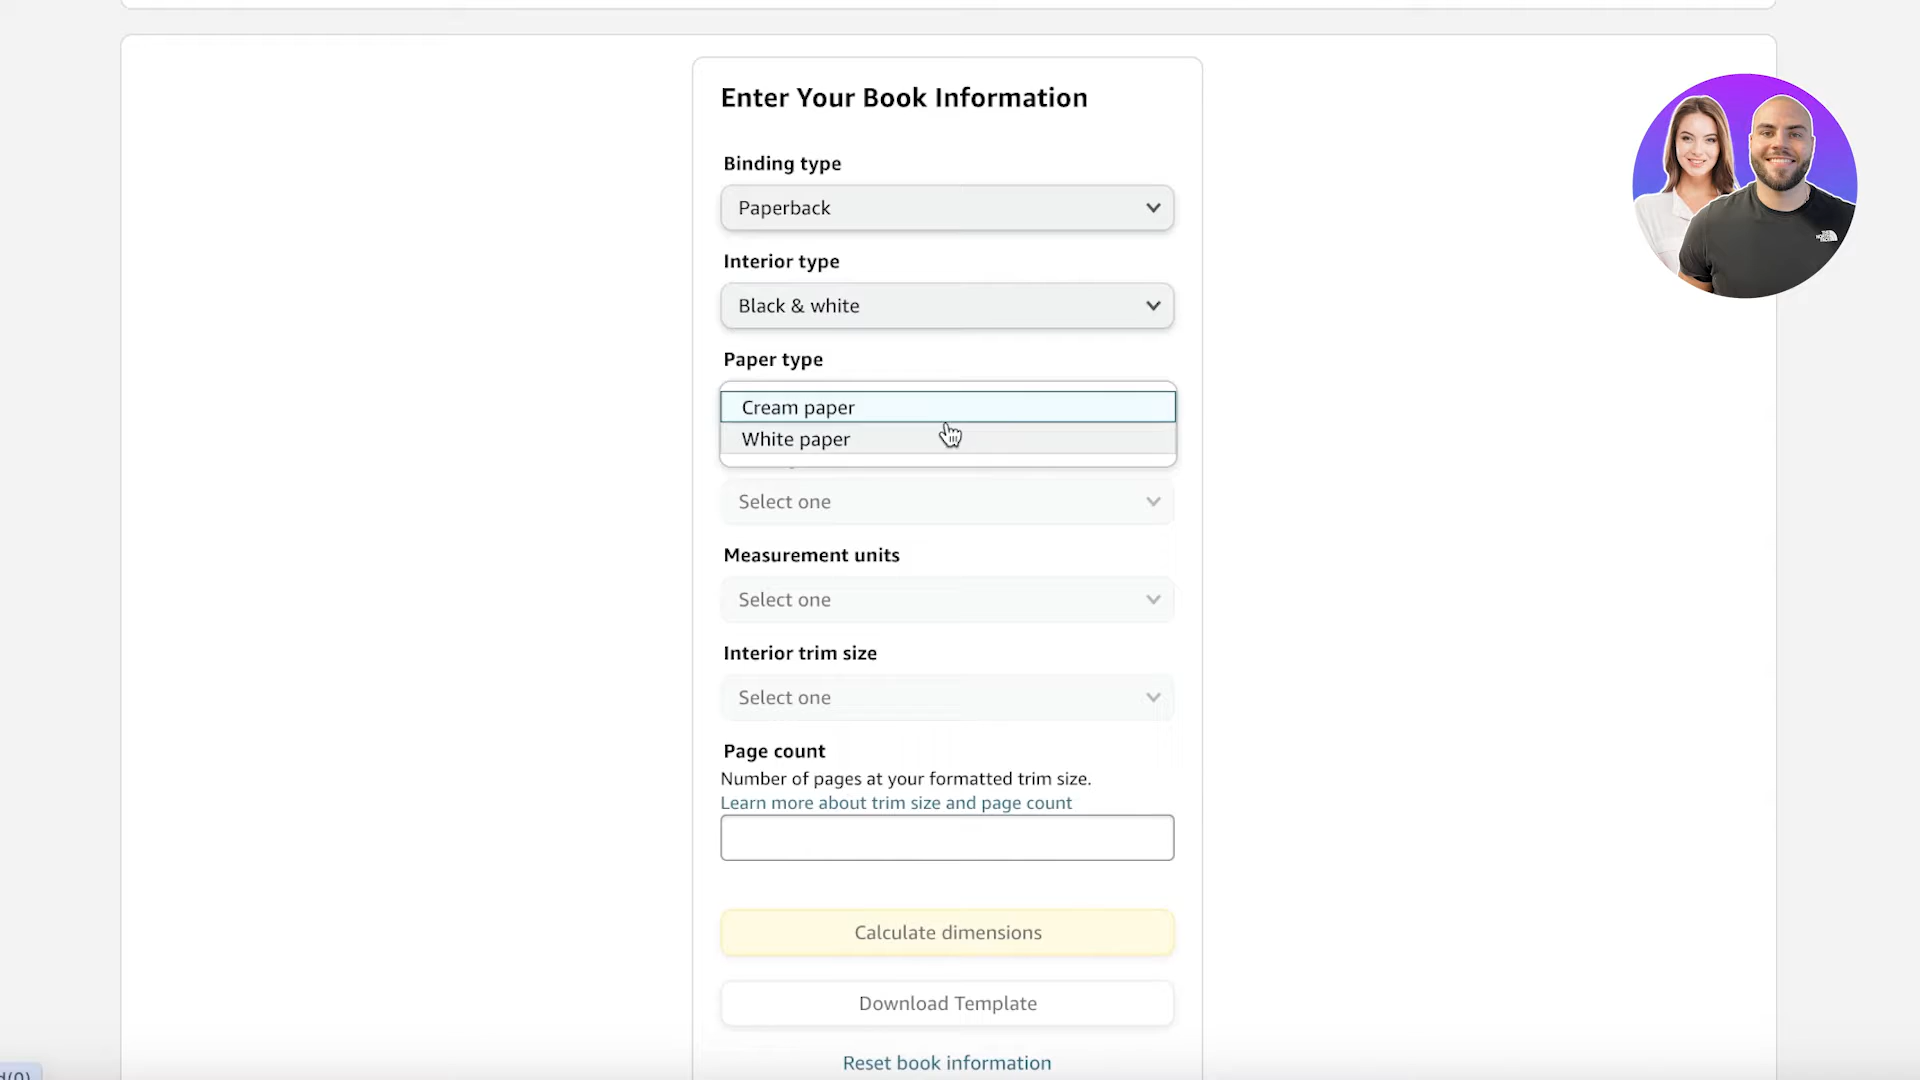 Enter Your Book Information
Binding type
Paperback
Interior type
Black & white
Paper type
Cream paper
White paper
Select one
Measurement units
Select one
Interior trim size
Select one
Page count
Number of pages at your formatted trim size.
Learn more about trim size and page count
Calculate dimensions
Download Template
Reset book information